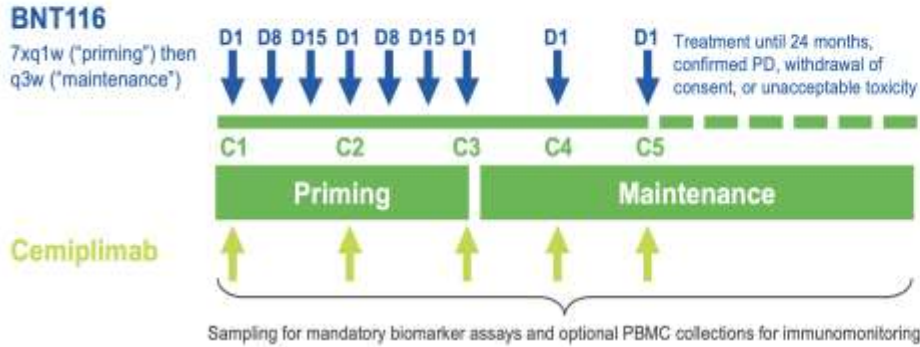 BNT116
7xq1w ("priming") then
q3w ("maintenance")
D1 D8 D15 D1 D8 D15 D1 D1 D1
Treatment until 24 months,
confirmed PD, withdrawal of
consent, or unacceptable toxicity
C1 C2 C3 C4 C5
Priming Maintenance
Cemiplimab
Sampling for mandatory biomarker assays and optional PBMC collections for immunomonitoring